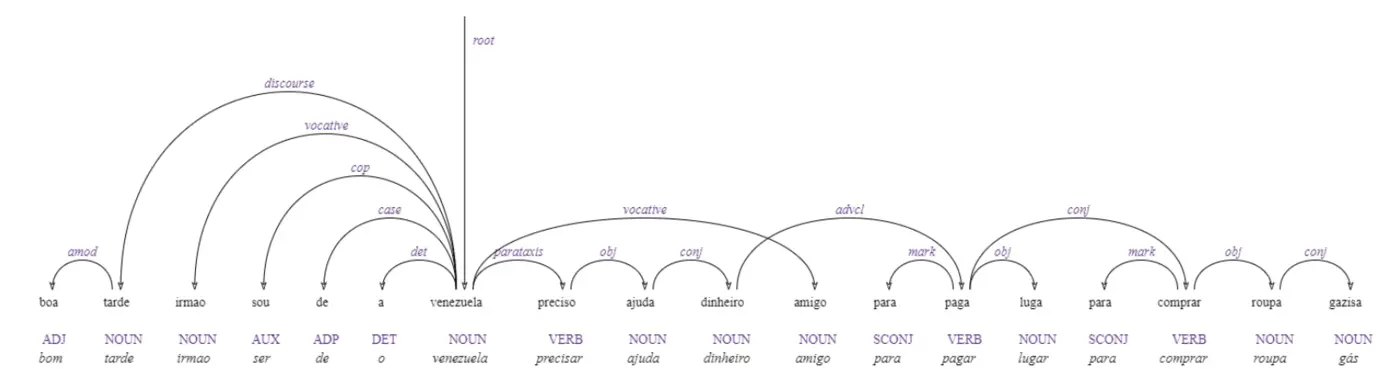 root
discourse
vocative
cop
case vocative advcl conj
amod det parataxis obj conj mark obj mark obj conj
boa tarde irmao sou de a venezuela preciso ajuda dinheiro amigo para paga luga para comprar roupa gazisa
ADJ NOUN NOUN AUX ADP DET NOUN VERB NOUN NOUN NOUN SCONJ VERB NOUN SCONJ VERB NOUN NOUN
bom tarde irmao ser de o venezuela precisar ajuda dinheiro amigo para pagar lugar para comprar roupa gás